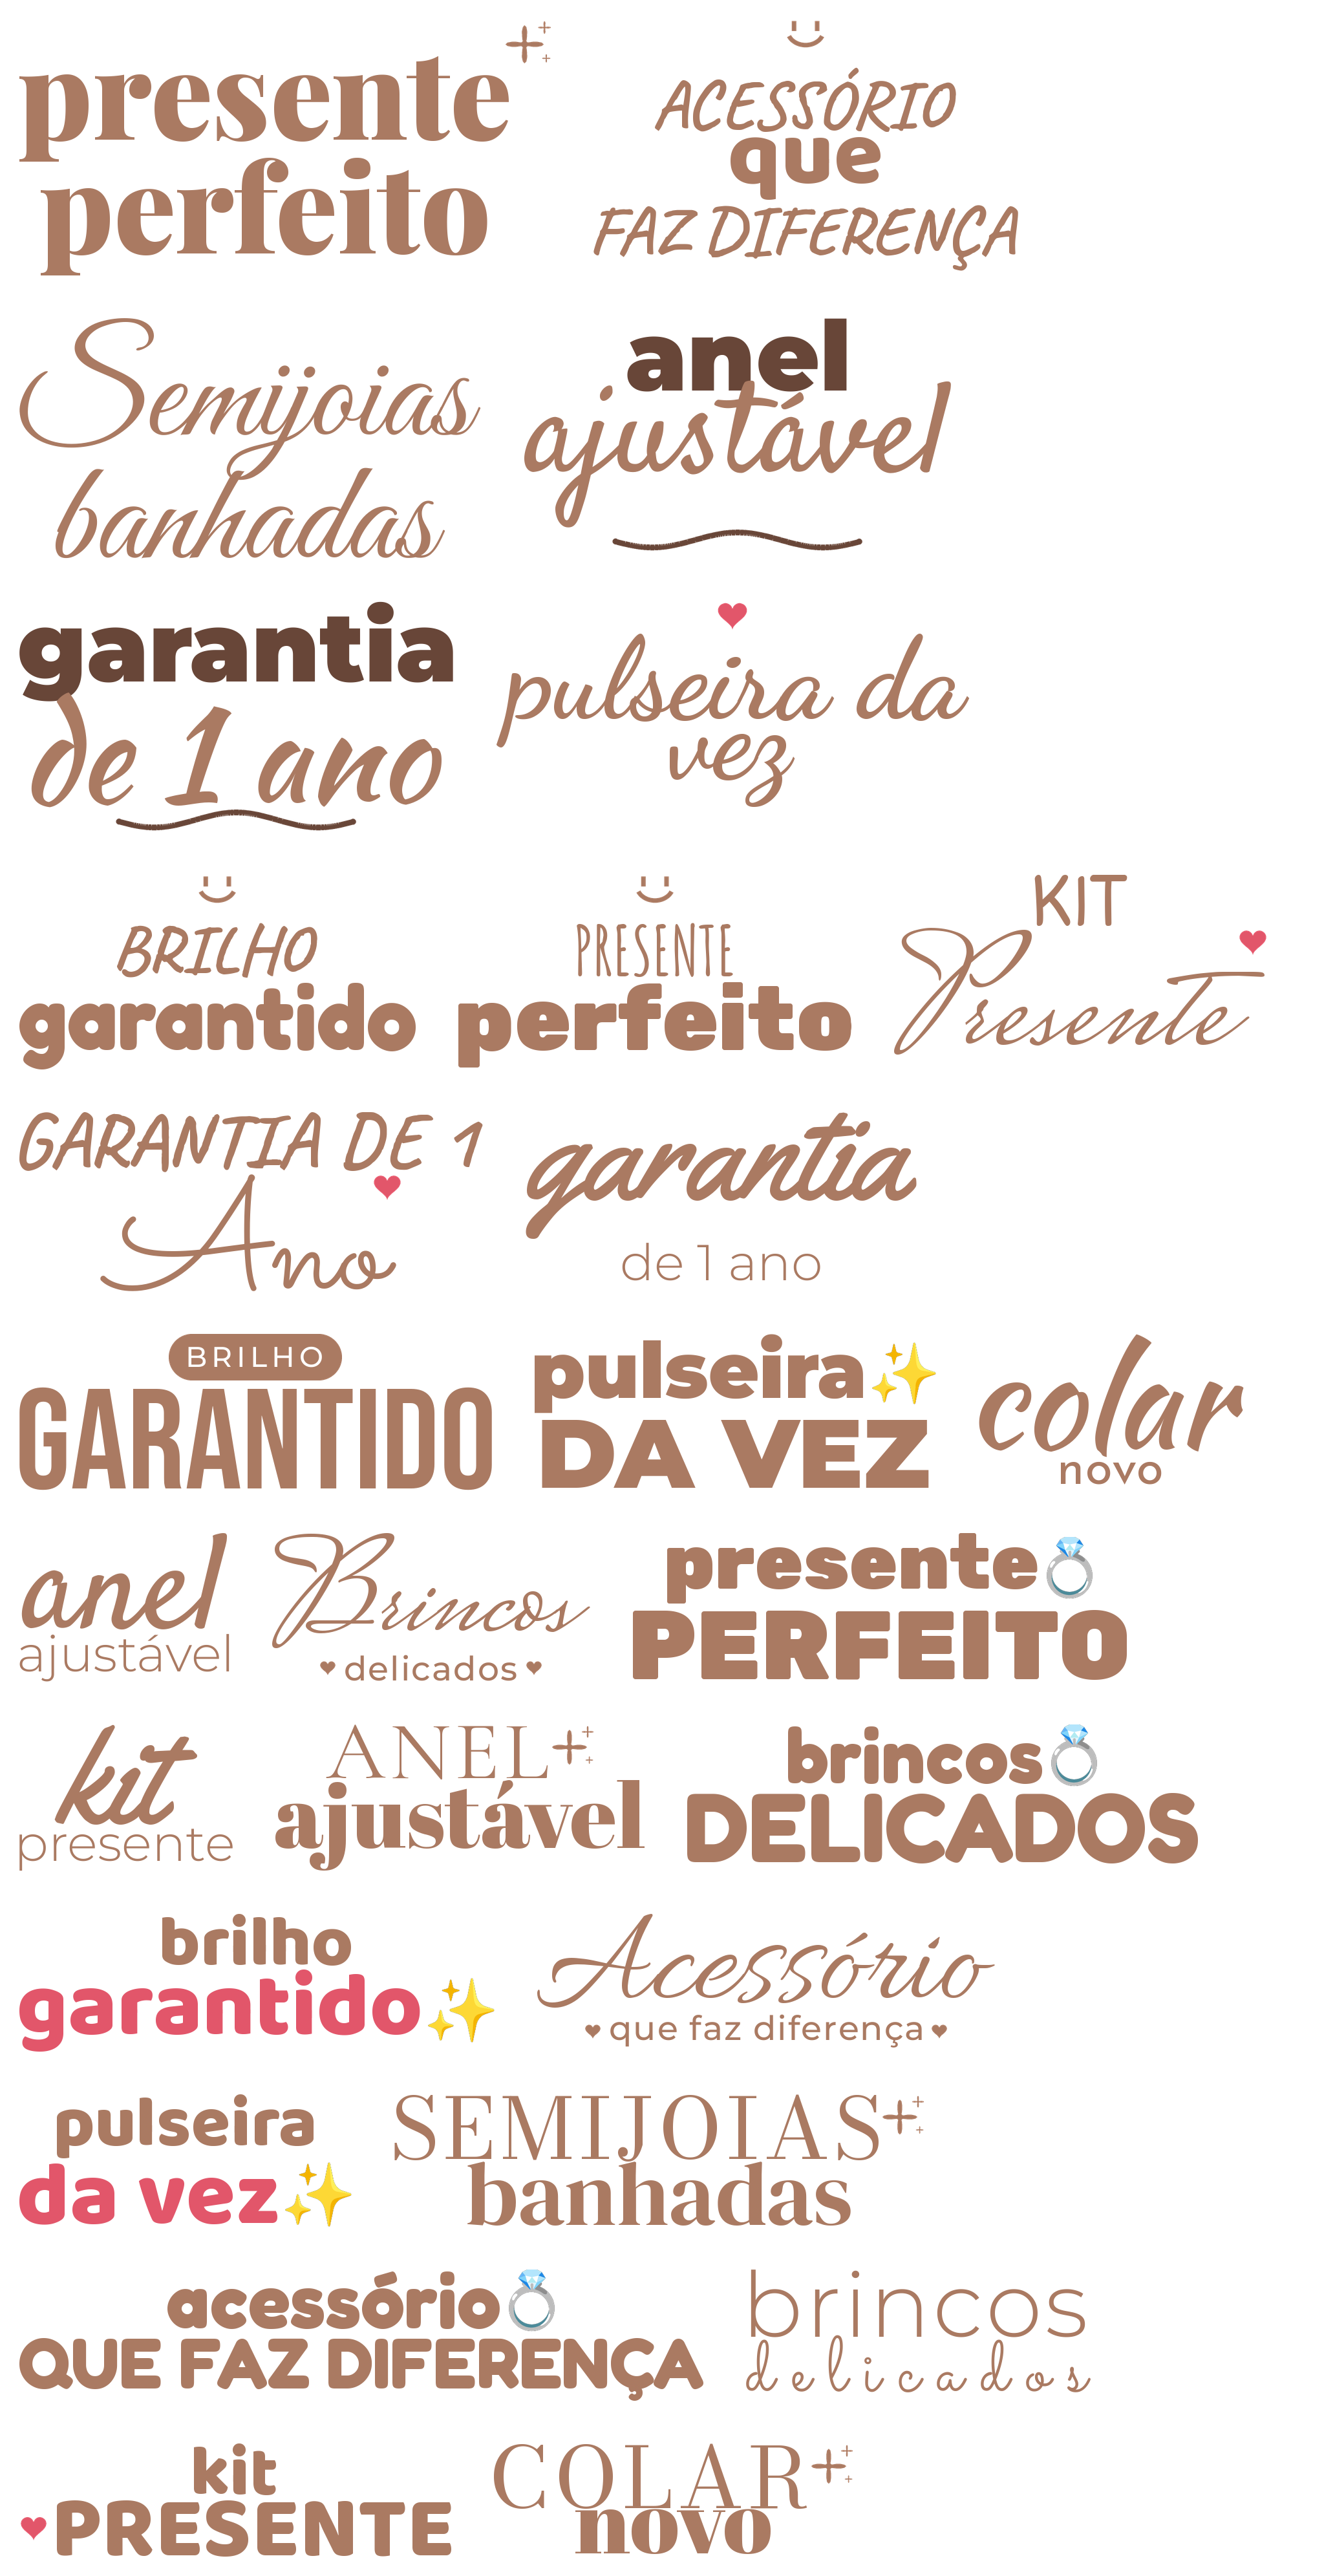 presente
perfeito
ACESSÓRIO
que
FAZ DIFERENÇA
Semijoias
banhadas
anel
ajustável
garantia
de 1 ano
pulseira da
vez
BRILHO
garantido
PRESENTE
perfeito
KIT
Presente
GARANTIA DE 1
Ano
garantia
de 1 ano
BRILHO
GARANTIDO
pulseira
DA VEZ
colar
novo
anel
ajustável
Brincos
delicados
presente
PERFEITO
kit
presente
ANEL
ajustável
brincos
DELICADOS
brilho
garantido
Acessório
que faz diferença
pulseira
da vez
SEMIJOIAS
banhadas
acessório
QUE FAZ DIFERENÇA
brincos
delicados
kit
PRESENTE
COLAR
novo